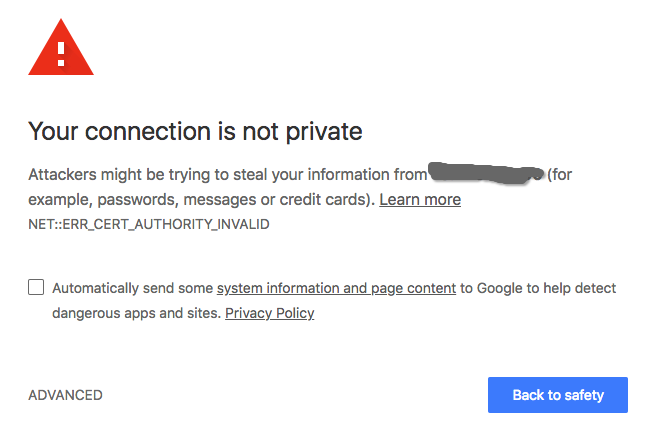 Your connection is not private
Attackers might be trying to steal your information from (for
example, passwords, messages or credit cards). Learn more
NET::ERR_CERT_AUTHORITY_INVALID
Automatically send some system information and page content to Google to help detect
dangerous apps and sites. Privacy Policy
ADVANCED
Back to safety